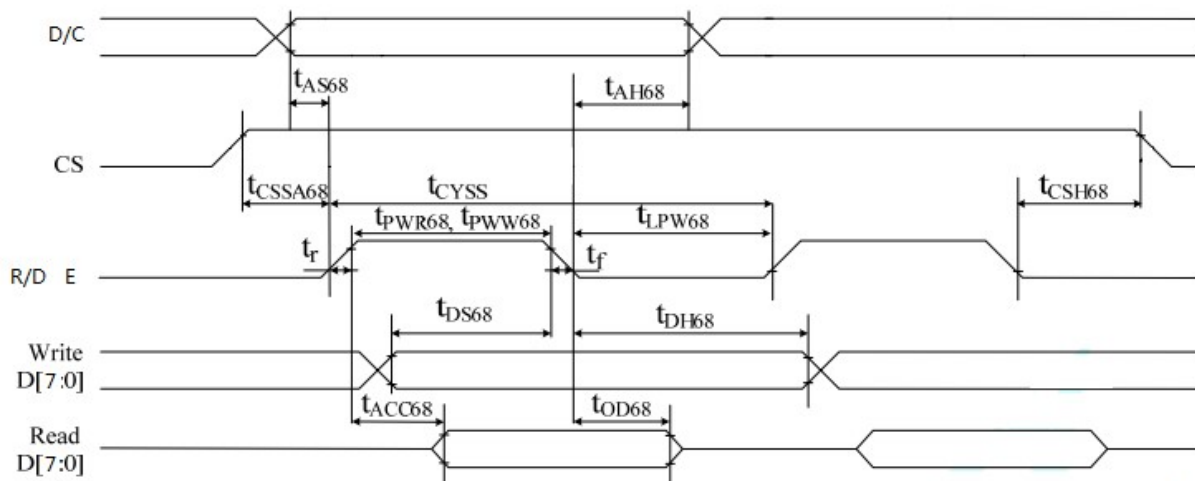 D/C
tAS68
tAH68
CS
tCSSA68
tCYSS
tCSH68
tPWR68, tPWW68
tLPW68
tr
tf
R/D E
tDS68
tDH68
Write
D[7:0]
tACC68
tOD68
Read
D[7:0]